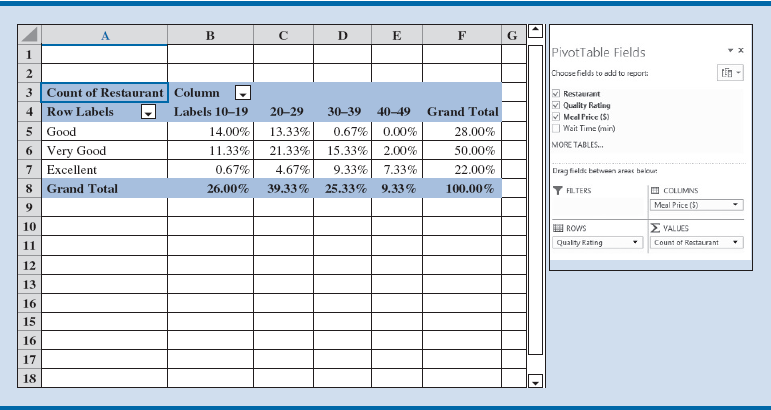 A B C D E F G
1
2
3 Count of Restaurant Column
4 Row Labels Labels 10–19 20–29 30–39 40–49 Grand Total
5 Good 14.00% 13.33% 0.67% 0.00% 28.00%
6 Very Good 11.33% 21.33% 15.33% 2.00% 50.00%
7 Excellent 0.67% 4.67% 9.33% 7.33% 22.00%
8 Grand Total 26.00% 39.33% 25.33% 9.33% 100.00%
9
10
11
12
13
16
15
16
17
18
PivotTable Fields
Choose fields to add to report:
Restaurant
Quality Rating
Meal Price ($)
Wait Time (min)
MORE TABLES...
Drag fields between areas below:
FILTERS COLUMNS
Meal Price ($)
ROWS VALUES
Quality Rating Count of Restaurant